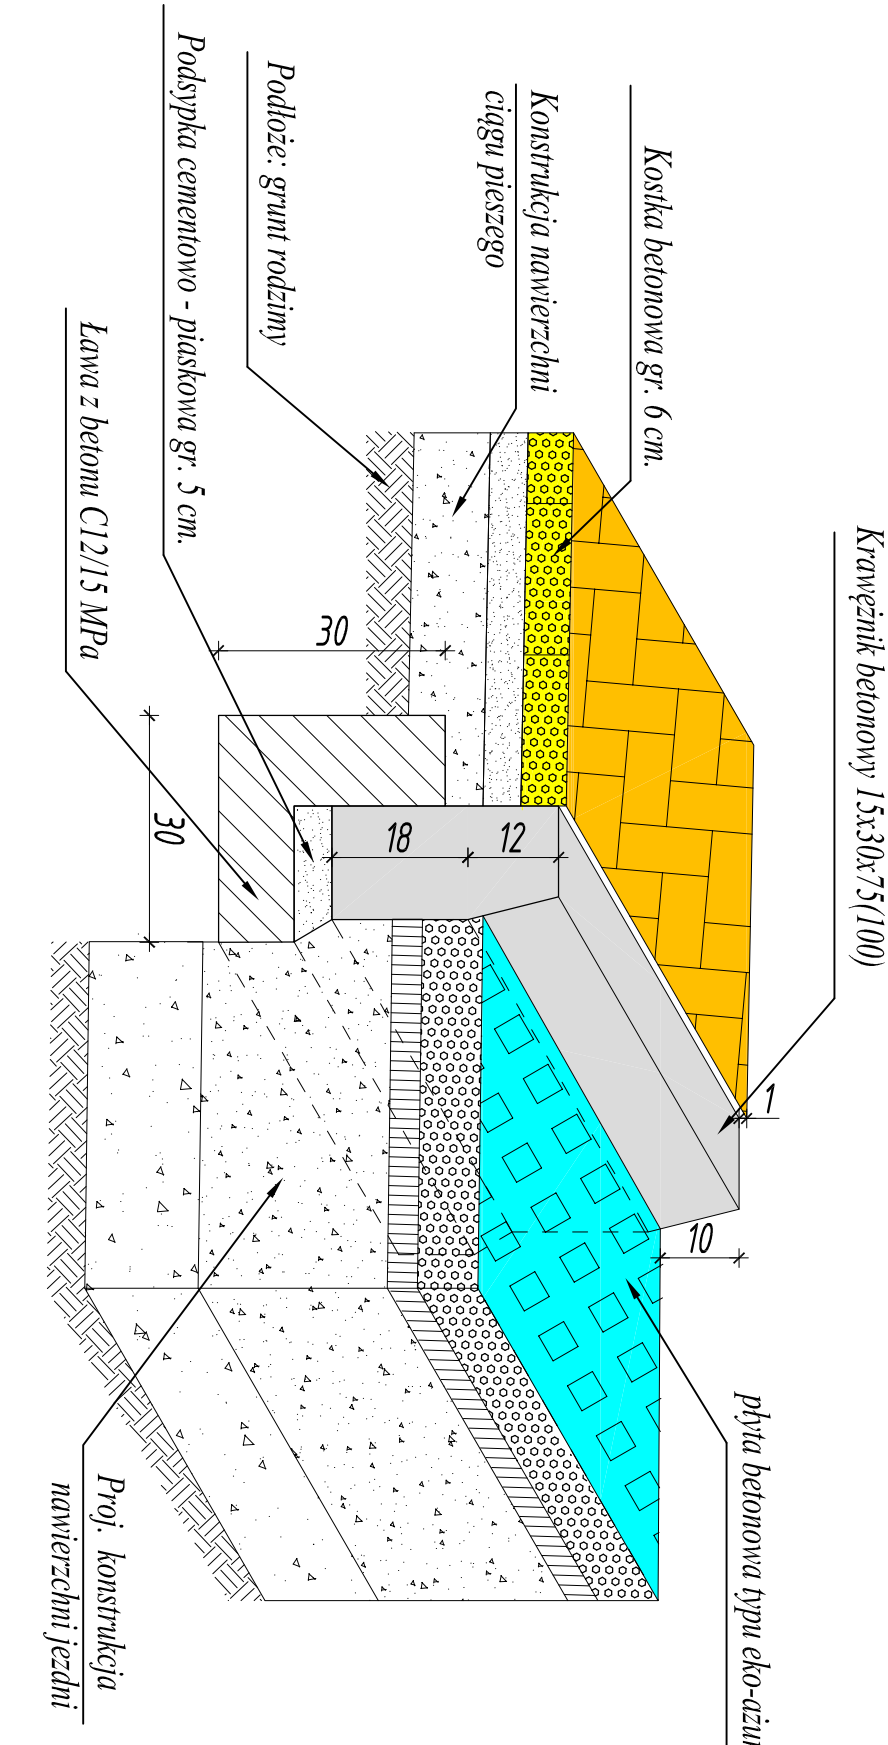 Krawężnik betonowy 15x30x75(100)
Kostka betonowa gr. 6 cm.
Konstrukcja nawierzchni
ciągu pieszego
Podłoże: grunt rodzimy
Podsypka cementowo - piaskowa gr. 5 cm.
Ława z betonu C12/15 MPa
płyta betonowa typu eko-ażur
Proj. konstrukcja
nawierzchni jezdni
1
10
12
18
30
30